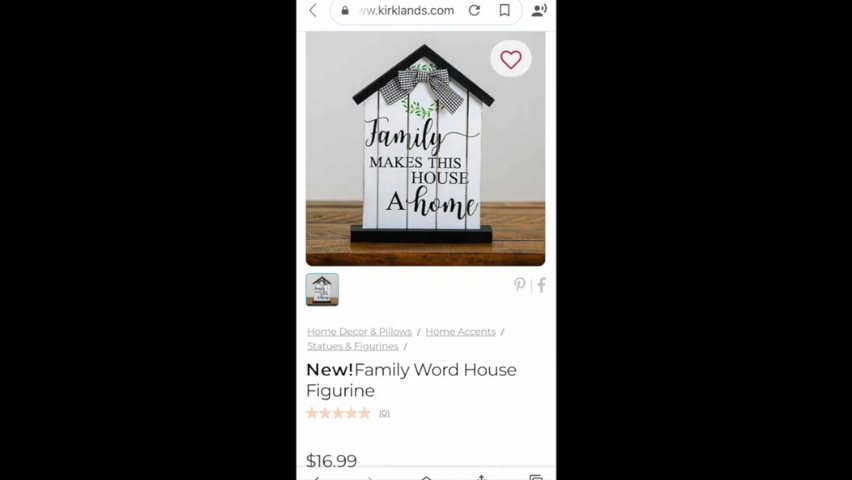 ww.kirklands.com
Family
MAKES THIS
HOUSE
A home
Home Decor & Pillows / Home Accents /
Statues & Figurines /
New!Family Word House
Figurine
(0)
$16.99